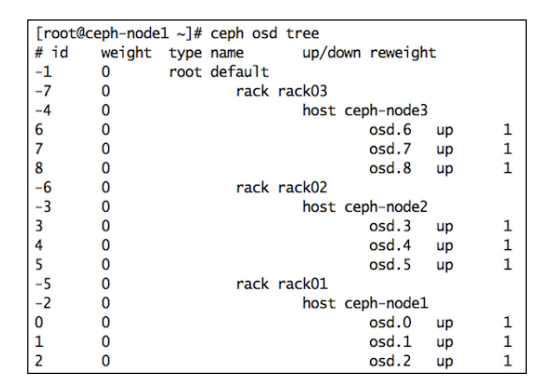 [root@ceph-node1 ~]# ceph osd tree
# id weight type name up/down reweight
-1 0 root default
-7 0 rack rack03
-4 0 host ceph-node3
6 0 osd.6 up 1
7 0 osd.7 up 1
8 0 osd.8 up 1
-6 0 rack rack02
-3 0 host ceph-node2
3 0 osd.3 up 1
4 0 osd.4 up 1
5 0 osd.5 up 1
-5 0 rack rack01
-2 0 host ceph-node1
0 0 osd.0 up 1
1 0 osd.1 up 1
2 0 osd.2 up 1